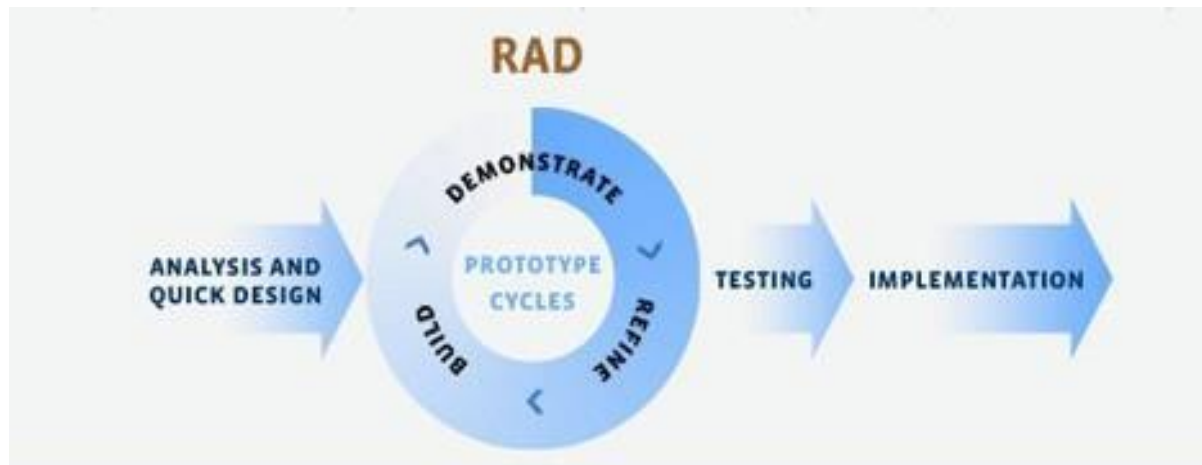 RAD
ANALYSIS AND
QUICK DESIGN
DEMONSTRATE
REFINE
BUILD
PROTOTYPE
CYCLES
TESTING
IMPLEMENTATION